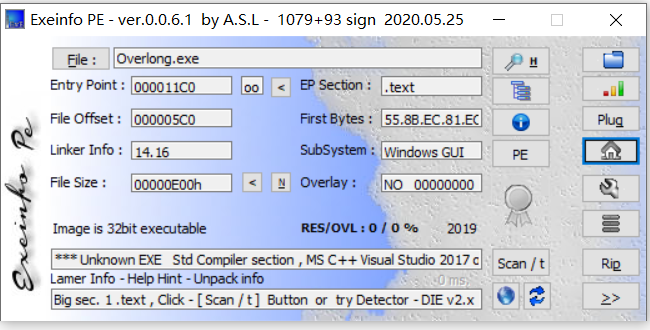 Exeinfo PE - ver.0.0.6.1 by A.S.L - 1079+93 sign 2020.05.25
File : Overlong.exe H
Entry Point : 000011C0 oo < EP Section : .text
File Offset : 000005C0 First Bytes : 55.8B.EC.81.EC Plug
Linker Info : 14.16 SubSystem : Windows GUI PE
File Size : 00000E00h < N Overlay : NO 00000000
Image is 32bit executable RES/OVL : 0 / 0 % 2019
Exeinfo Pe
*** Unknown EXE Std Compiler section , MS C++ Visual Studio 2017 Scan / t Rip
Lamer Info - Help Hint - Unpack info 0 ms.
Big sec. 1 .text , Click - [ Scan / t ] Button or try Detector - DIE v2.x >>